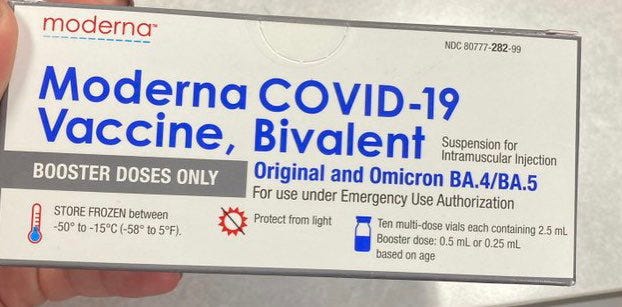 moderna™
NDC 80777-282-99
Moderna COVID-19
Vaccine, Bivalent
Suspension for
Intramuscular Injection
BOOSTER DOSES ONLY
Original and Omicron BA.4/BA.5
For use under Emergency Use Authorization
STORE FROZEN between
-50° to -15°C (-58° to 5°F).
Protect from light
Ten multi-dose vials each containing 2.5 mL
Booster dose: 0.5 mL or 0.25 mL
based on age